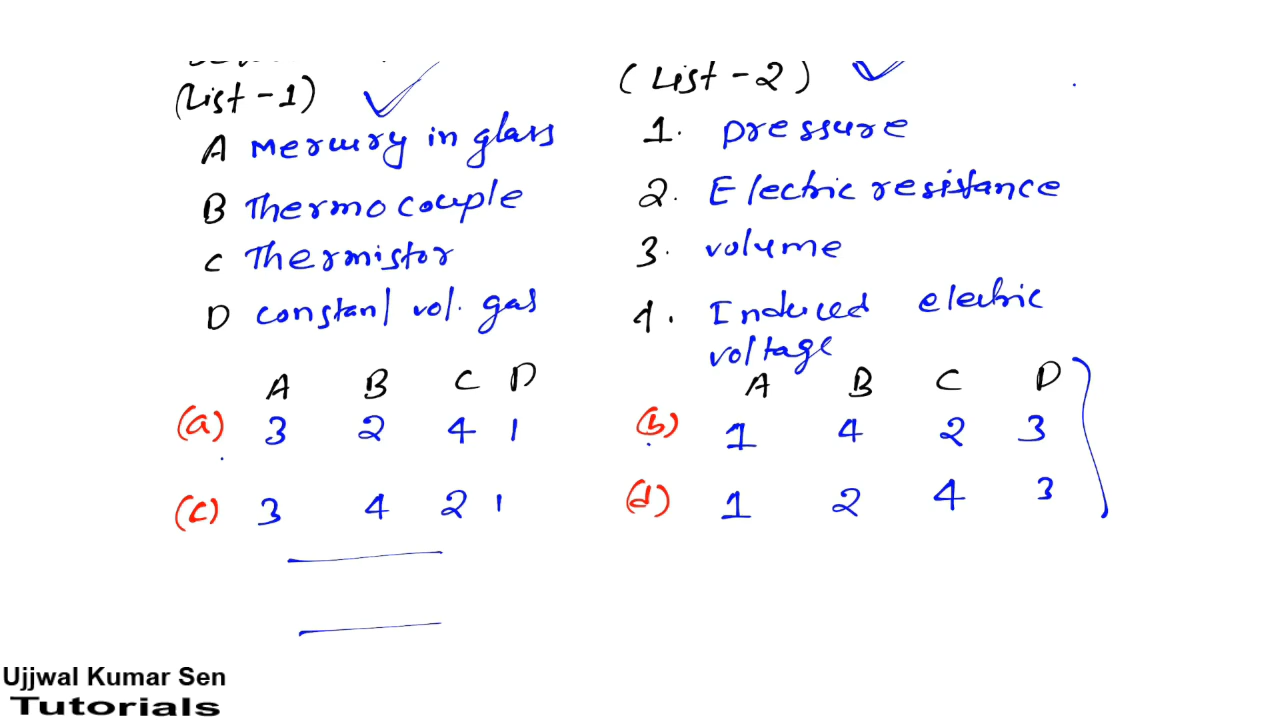 (List-1)
(List-2)
A Mercury in glass
1. pressure
B Thermocouple
2. Electric resistance
C Thermistor
3. volume
D constant vol. gas
4. Induced electric
voltage
A B C D
A B C D
(a) 3 2 4 1
(b) 1 4 2 3
(c) 3 4 2 1
(d) 1 2 4 3
Ujjwal Kumar Sen
Tutorials